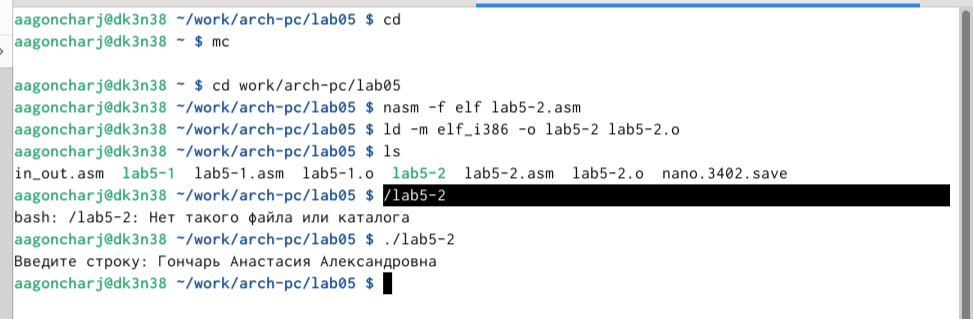 aagoncharj@dk3n38 ~/work/arch-pc/lab05 $ cd
aagoncharj@dk3n38 ~ $ mc
aagoncharj@dk3n38 ~ $ cd work/arch-pc/lab05
aagoncharj@dk3n38 ~/work/arch-pc/lab05 $ nasm -f elf lab5-2.asm
aagoncharj@dk3n38 ~/work/arch-pc/lab05 $ ld -m elf_i386 -o lab5-2 lab5-2.o
aagoncharj@dk3n38 ~/work/arch-pc/lab05 $ ls
in_out.asm lab5-1 lab5-1.asm lab5-1.o lab5-2 lab5-2.asm lab5-2.o nano.3402.save
aagoncharj@dk3n38 ~/work/arch-pc/lab05 $ /lab5-2
bash: /lab5-2: Нет такого файла или каталога
aagoncharj@dk3n38 ~/work/arch-pc/lab05 $ ./lab5-2
Введите строку: Гончарь Анастасия Александровна
aagoncharj@dk3n38 ~/work/arch-pc/lab05 $